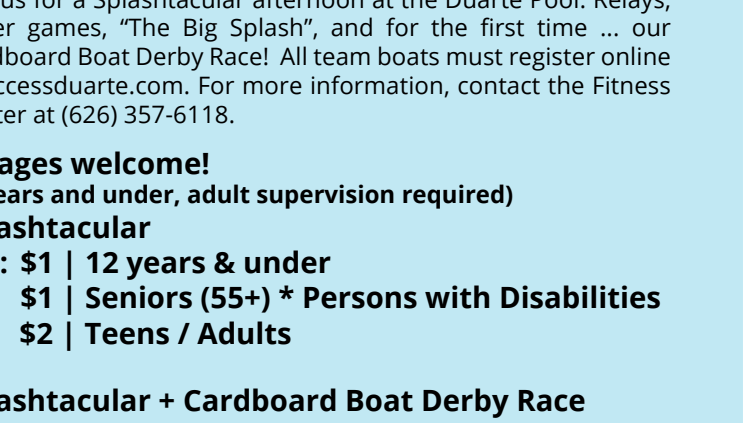 us for a Splashtacular afternoon at the Duarte Pool. Relays,
er games, “The Big Splash”, and for the first time ... our
dboard Boat Derby Race! All team boats must register online
ccessduarte.com. For more information, contact the Fitness
ter at (626) 357-6118.
ages welcome!
ears and under, adult supervision required)
ashtacular
: $1 | 12 years & under
$1 | Seniors (55+) * Persons with Disabilities
$2 | Teens / Adults
ashtacular + Cardboard Boat Derby Race